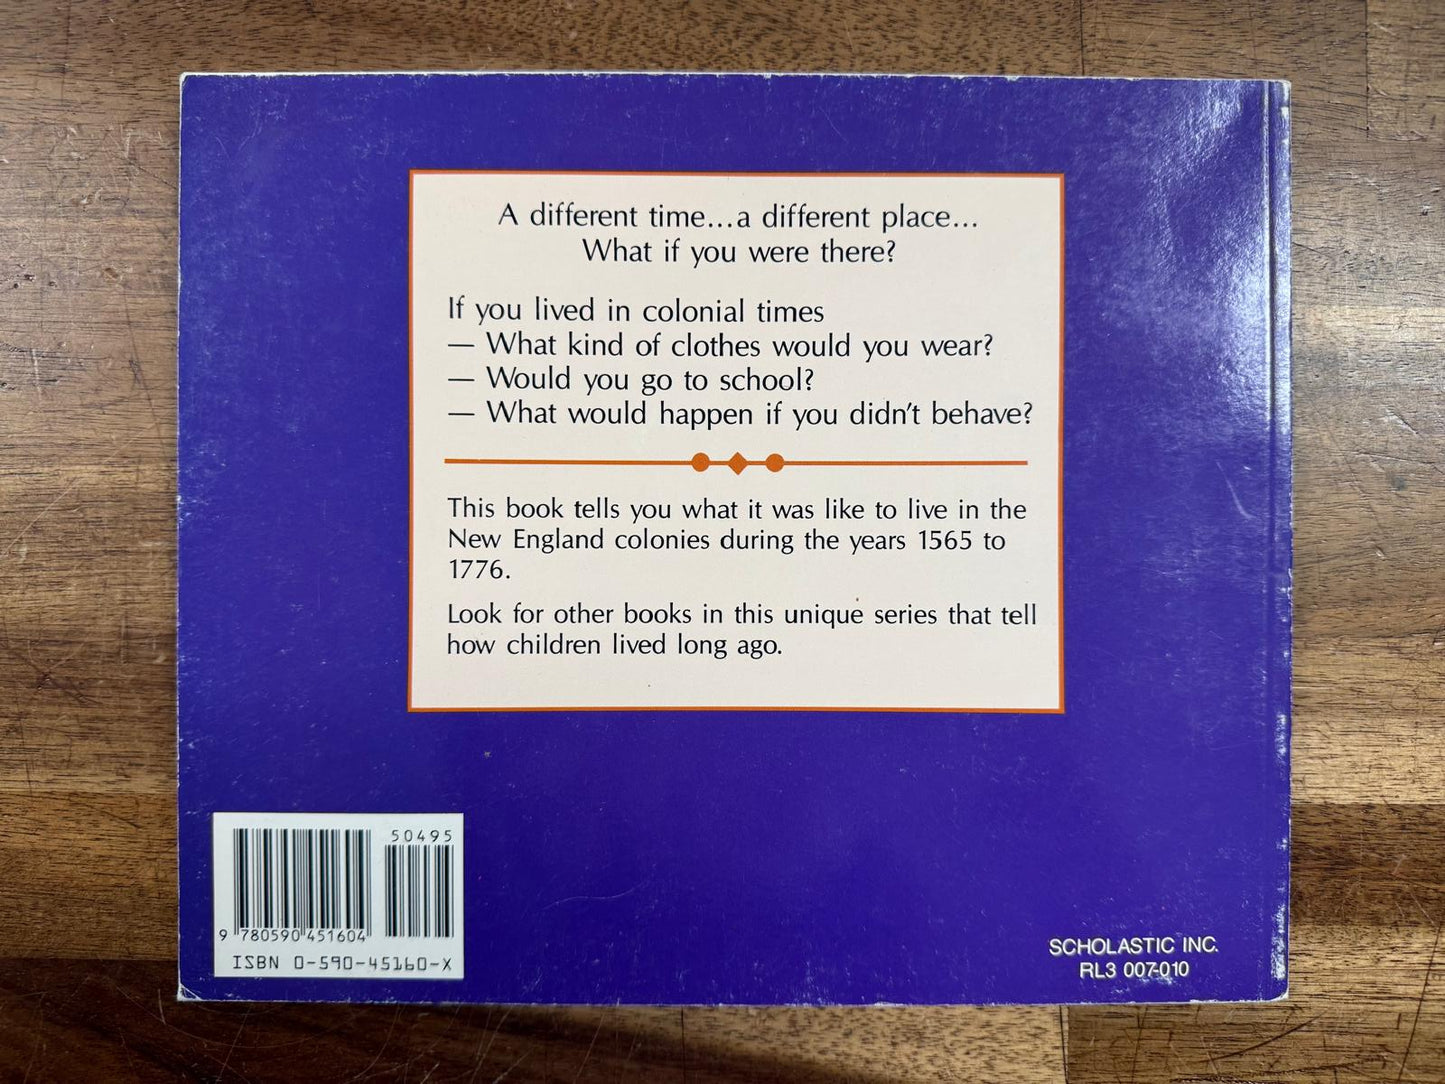 A different time...a different place...
What if you were there?
If you lived in colonial times
— What kind of clothes would you wear?
— Would you go to school?
— What would happen if you didn't behave?
This book tells you what it was like to live in the
New England colonies during the years 1565 to
1776.
Look for other books in this unique series that tell
how children lived long ago.
50495
9 780590 451604
ISBN 0-590-45160-X
SCHOLASTIC INC.
RL3 007-010